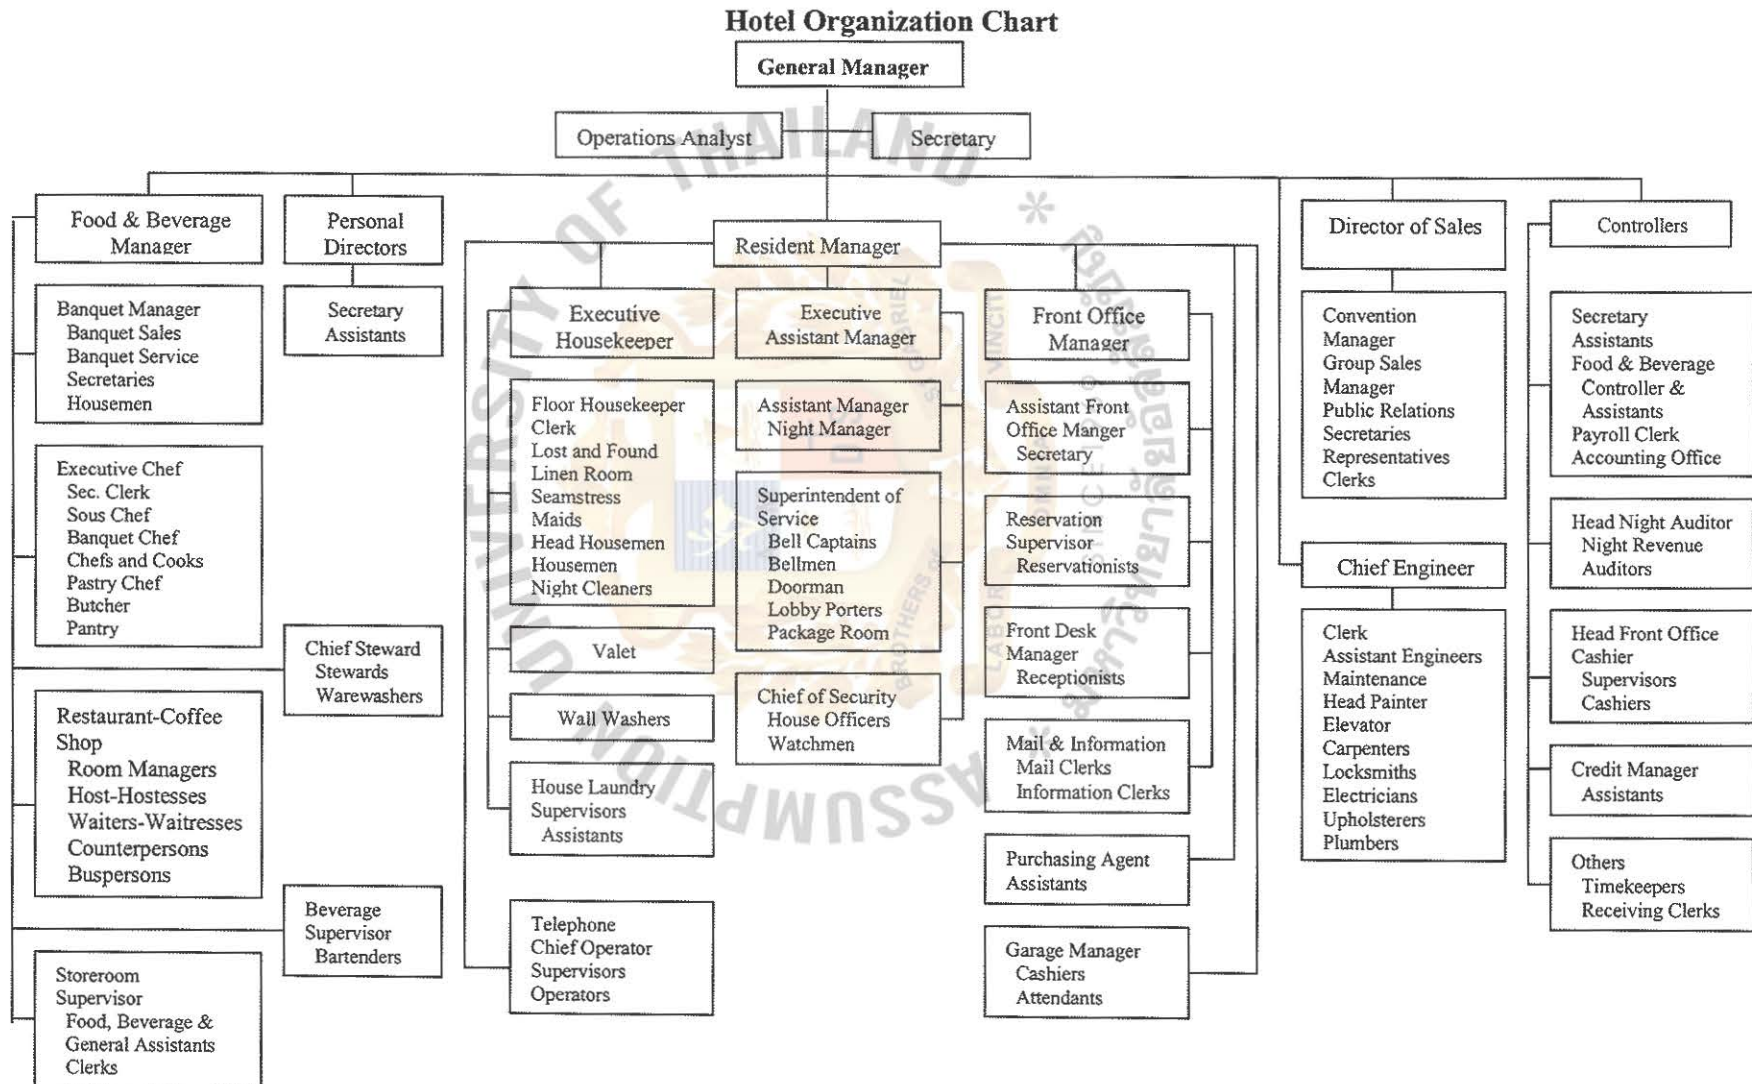 Hotel Organization Chart
General Manager
Operations Analyst
Secretary
Food & Beverage
Manager
Personal
Directors
Resident Manager
Director of Sales
Controllers
Banquet Manager
Banquet Sales
Banquet Service
Secretaries
Housemen
Secretary
Assistants
Executive Chef
Sec. Clerk
Sous Chef
Banquet Chef
Chefs and Cooks
Pastry Chef
Butcher
Pantry
Chief Steward
Stewards
Warewashers
Restaurant-Coffee
Shop
Room Managers
Host-Hostesses
Waiters-Waitresses
Counterpersons
Buspersons
Beverage
Supervisor
Bartenders
Storeroom
Supervisor
Food, Beverage &
General Assistants
Clerks
Executive
Housekeeper
Floor Housekeeper
Clerk
Lost and Found
Linen Room
Seamstress
Maids
Head Housemen
Housemen
Night Cleaners
Valet
Wall Washers
House Laundry
Supervisors
Assistants
Telephone
Chief Operator
Supervisors
Operators
Executive
Assistant Manager
Assistant Manager
Night Manager
Superintendent of
Service
Bell Captains
Bellmen
Doorman
Lobby Porters
Package Room
Chief of Security
House Officers
Watchmen
Front Office
Manager
Assistant Front
Office Manger
Secretary
Reservation
Supervisor
Reservationists
Front Desk
Manager
Receptionists
Mail & Information
Mail Clerks
Information Clerks
Purchasing Agent
Assistants
Garage Manager
Cashiers
Attendants
Convention
Manager
Group Sales
Manager
Public Relations
Secretaries
Representatives
Clerks
Chief Engineer
Clerk
Assistant Engineers
Maintenance
Head Painter
Elevator
Carpenters
Locksmiths
Electricians
Upholsterers
Plumbers
Secretary
Assistants
Food & Beverage
Controller &
Assistants
Payroll Clerk
Accounting Office
Head Night Auditor
Night Revenue
Auditors
Head Front Office
Cashier
Supervisors
Cashiers
Credit Manager
Assistants
Others
Timekeepers
Receiving Clerks
ASSUMPTION UNIVERSITY OF THAILAND
BROTHERS OF
ST GABRIEL
LABOR
VINCIT
OMNIA